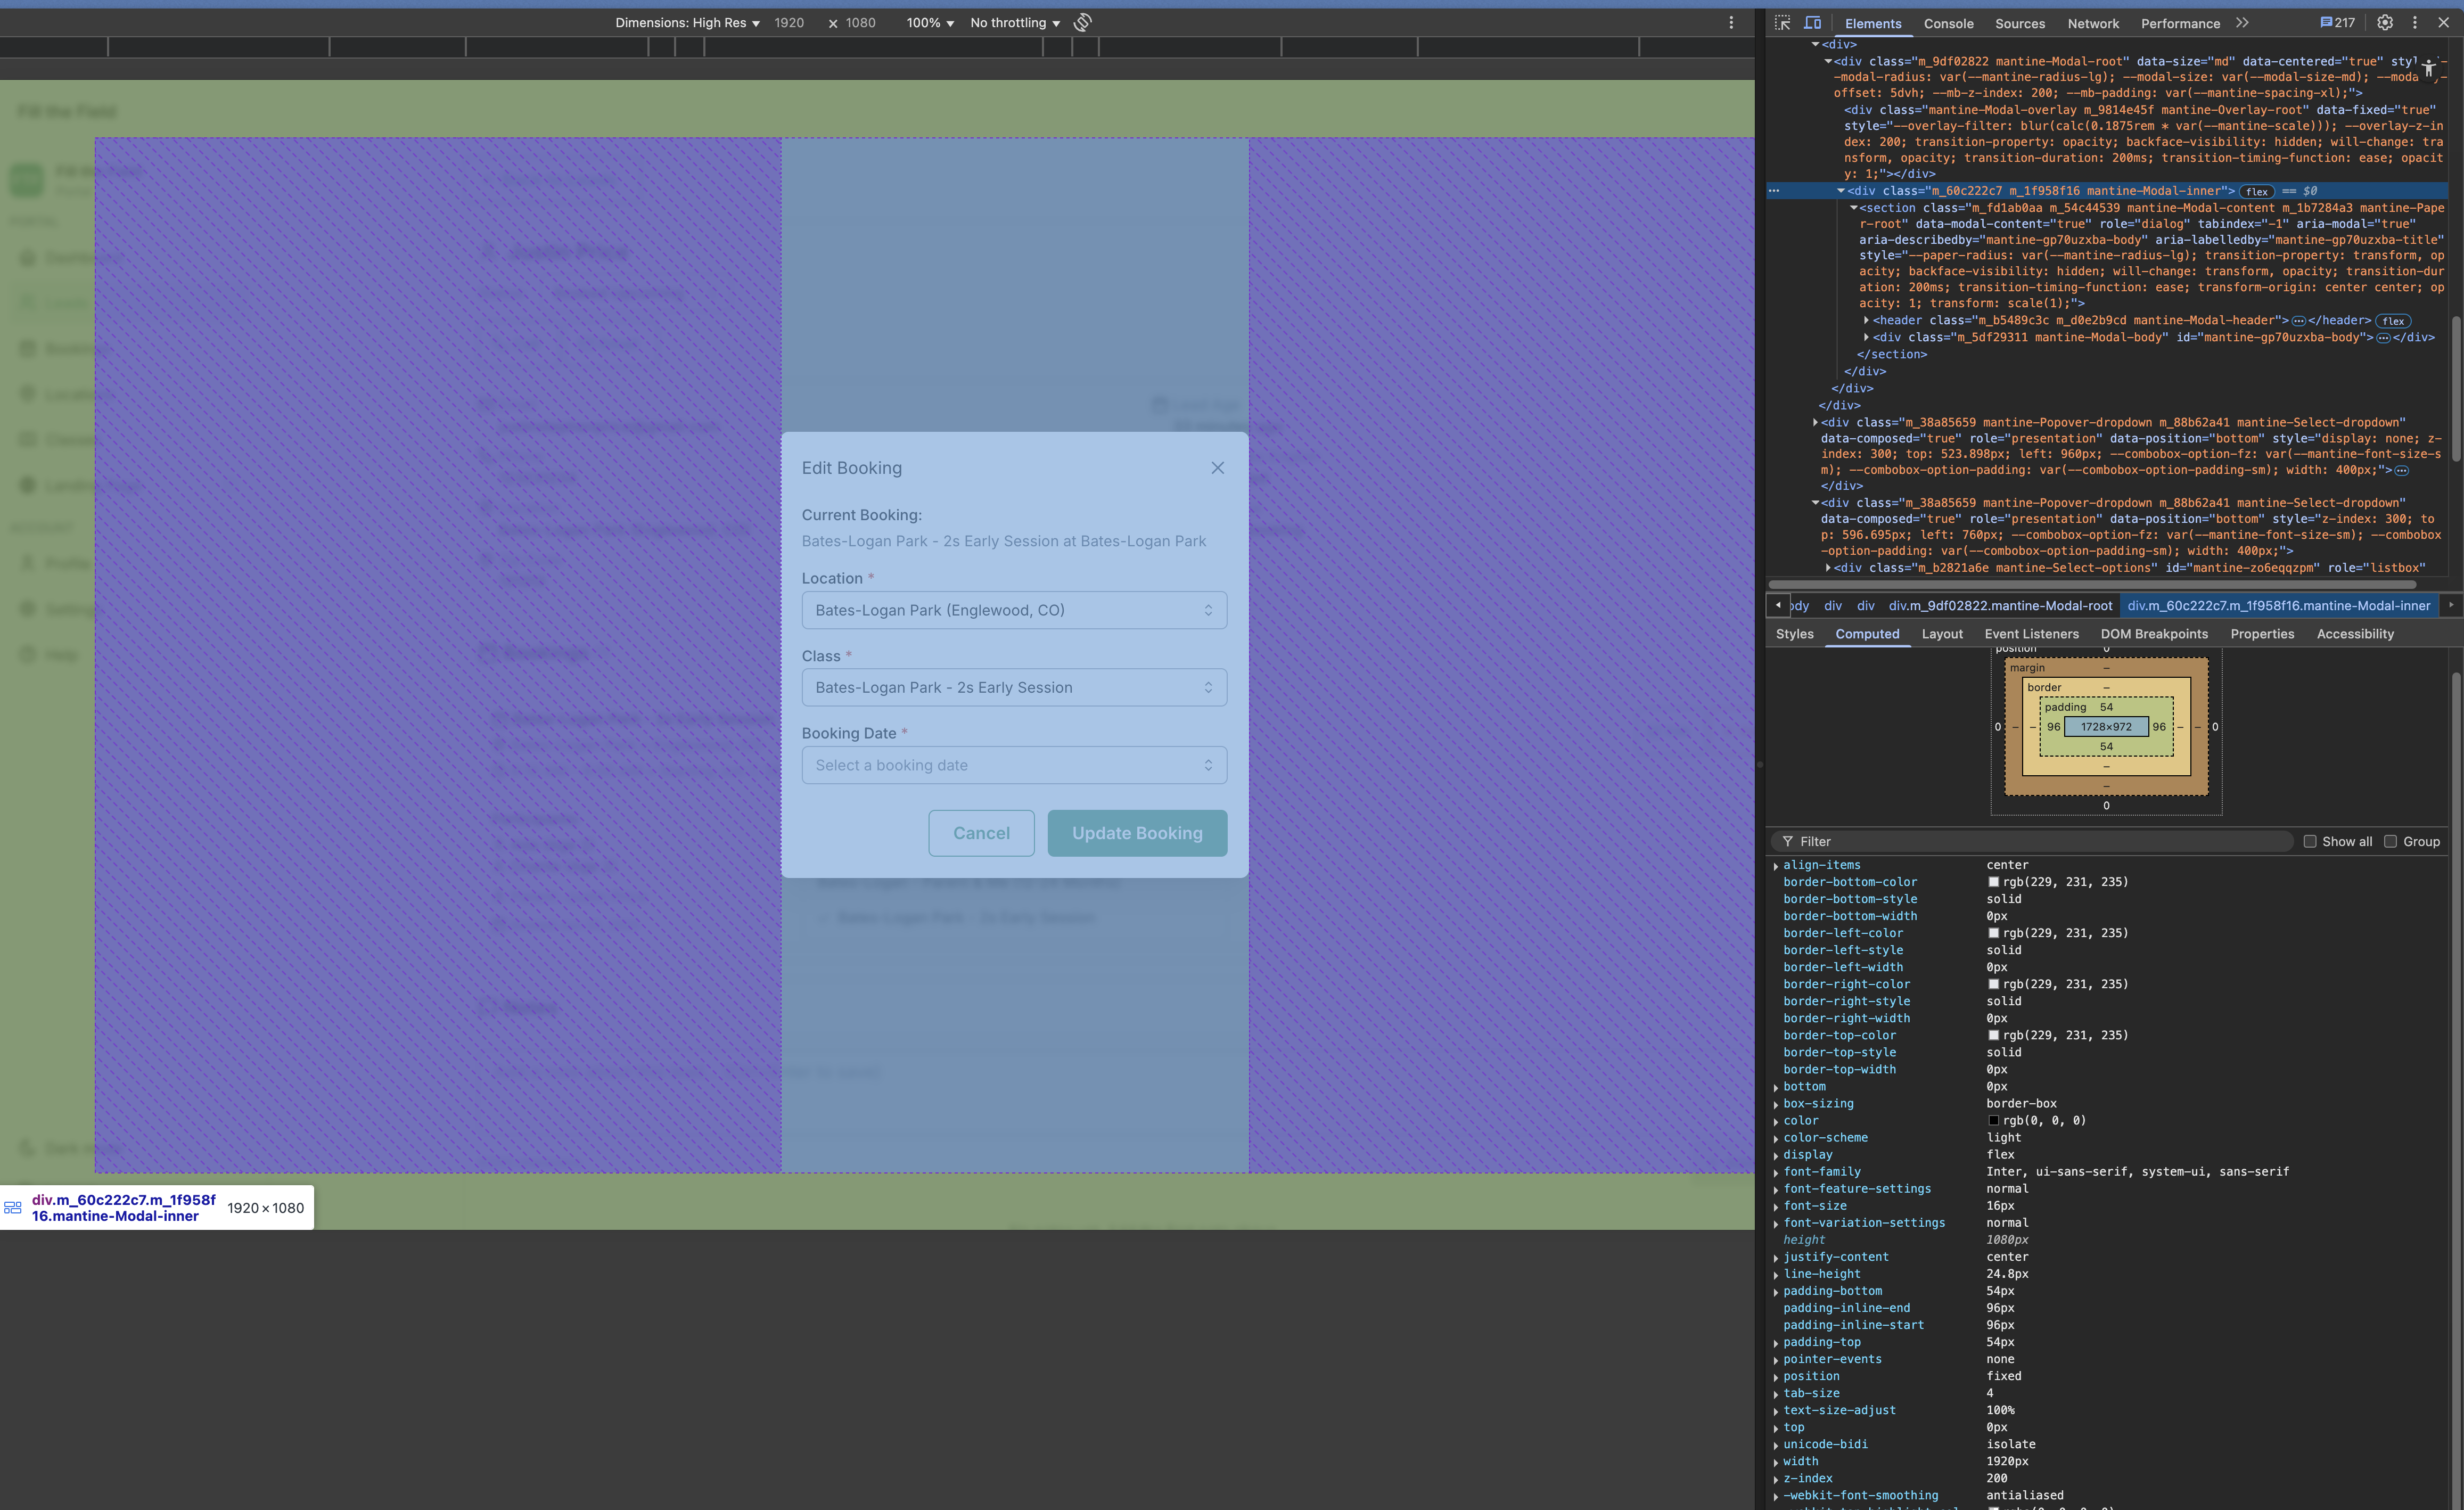 Dimensions: High Res ▼ 1920 × 1080 100% ▼ No throttling ▼
Fill the Field
Edit Booking
Current Booking:
Bates-Logan Park - 2s Early Session at Bates-Logan Park
Location *
Bates-Logan Park (Englewood, CO)
Class *
Bates-Logan Park - 2s Early Session
Booking Date *
Select a booking date
Cancel
Update Booking
Bates-Logan Park - 2s Early Session
div.m_60c222c7.m_1f958f
16.mantine-Modal-inner
1920 × 1080
Elements Console Sources Network Performance 217
<div>
<div class="m_9df02822 mantine-Modal-root" data-size="md" data-centered="true" styl
-modal-radius: var(--mantine-radius-lg); --modal-size: var(--modal-size-md); --moda
offset: 5dvh; --mb-z-index: 200; --mb-padding: var(--mantine-spacing-xl);">
<div class="mantine-Modal-overlay m_9814e45f mantine-Overlay-root" data-fixed="true"
style="--overlay-filter: blur(calc(0.1875rem * var(--mantine-scale))); --overlay-z-in
dex: 200; transition-property: opacity; backface-visibility: hidden; will-change: tra
nsform, opacity; transition-duration: 200ms; transition-timing-function: ease; opacit
y: 1;"></div>
<div class="m_60c222c7 m_1f958f16 mantine-Modal-inner"> flex == $0
<section class="m_fd1ab0aa m_54c44539 mantine-Modal-content m_1b7284a3 mantine-Pape
r-root" data-modal-content="true" role="dialog" tabindex="-1" aria-modal="true"
aria-describedby="mantine-gp70uzxba-body" aria-labelledby="mantine-gp70uzxba-title"
style="--paper-radius: var(--mantine-radius-lg); transition-property: transform, op
acity; backface-visibility: hidden; will-change: transform, opacity; transition-dur
ation: 200ms; transition-timing-function: ease; transform-origin: center center; op
acity: 1; transform: scale(1);">
<header class="m_b5489c3c m_d0e2b9cd mantine-Modal-header">…</header> flex
<div class="m_5df29311 mantine-Modal-body" id="mantine-gp70uzxba-body">…</div>
</section>
</div>
</div>
</div>
<div class="m_38a85659 mantine-Popover-dropdown m_88b62a41 mantine-Select-dropdown"
data-composed="true" role="presentation" data-position="bottom" style="display: none; z-
index: 300; top: 523.898px; left: 960px; --combobox-option-fz: var(--mantine-font-size-s
m); --combobox-option-padding: var(--combobox-option-padding-sm); width: 400px;">…
</div>
<div class="m_38a85659 mantine-Popover-dropdown m_88b62a41 mantine-Select-dropdown"
data-composed="true" role="presentation" data-position="bottom" style="z-index: 300; to
p: 596.695px; left: 760px; --combobox-option-fz: var(--mantine-font-size-sm); --combobox
-option-padding: var(--combobox-option-padding-sm); width: 400px;">
<div class="m_b2821a6e mantine-Select-options" id="mantine-zo6eqqzpm" role="listbox"
ody div div div.m_9df02822.mantine-Modal-root div.m_60c222c7.m_1f958f16.mantine-Modal-inner
Styles Computed Layout Event Listeners DOM Breakpoints Properties Accessibility
position 0
margin –
border –
padding 54
0 – – 96 1728×972 96 – – 0
54
–
–
0
Filter Show all Group
align-items center
border-bottom-color rgb(229, 231, 235)
border-bottom-style solid
border-bottom-width 0px
border-left-color rgb(229, 231, 235)
border-left-style solid
border-left-width 0px
border-right-color rgb(229, 231, 235)
border-right-style solid
border-right-width 0px
border-top-color rgb(229, 231, 235)
border-top-style solid
border-top-width 0px
bottom 0px
box-sizing border-box
color rgb(0, 0, 0)
color-scheme light
display flex
font-family Inter, ui-sans-serif, system-ui, sans-serif
font-feature-settings normal
font-size 16px
font-variation-settings normal
height 1080px
justify-content center
line-height 24.8px
padding-bottom 54px
padding-inline-end 96px
padding-inline-start 96px
padding-top 54px
pointer-events none
position fixed
tab-size 4
text-size-adjust 100%
top 0px
unicode-bidi isolate
width 1920px
z-index 200
-webkit-font-smoothing antialiased